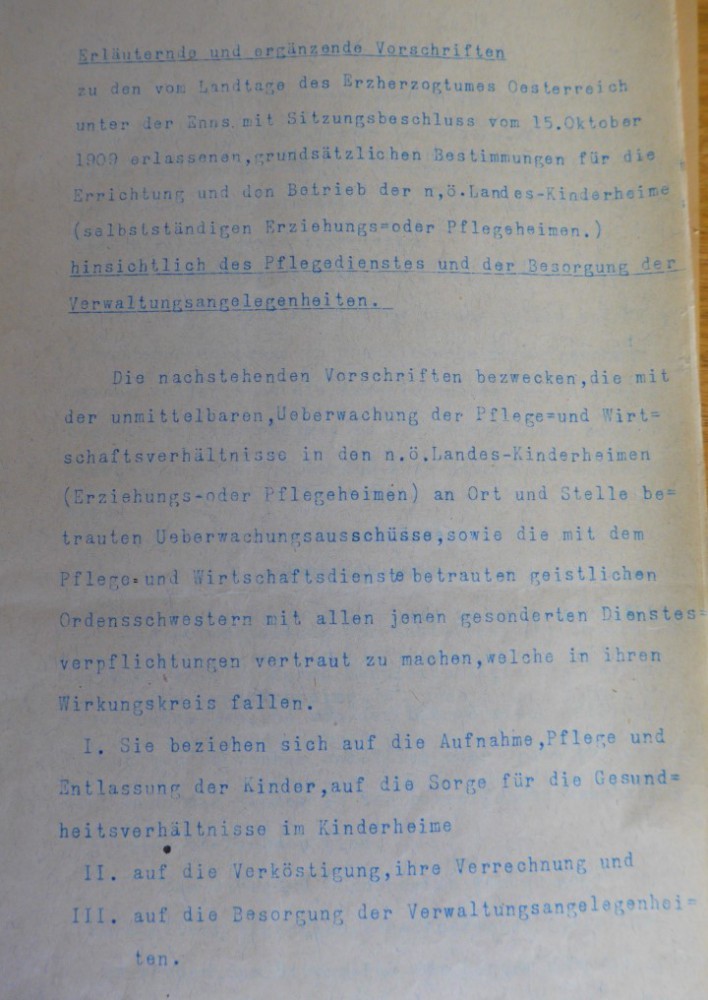 Erläuternde und ergänzende Vorschriften
zu den vom Landtage des Erzherzogtumes Oesterreich
unter der Enns mit Sitzungsbeschluss vom 15.Oktober
1909 erlassenen,grundsätzlichen Bestimmungen für die
Errichtung und den Betrieb der n,ö.Landes-Kinderheime
(selbstständigen Erziehungs=oder Pflegeheimen.)
hinsichtlich des Pflegedienstes und der Besorgung der
Verwaltungsangelegenheiten.
Die nachstehenden Vorschriften bezwecken,die mit
der unmittelbaren,Ueberwachung der Pflege=und Wirt=
schaftsverhältnisse in den n.ö.Landes-Kinderheimen
(Erziehungs-oder Pflegeheimen) an Ort und Stelle be=
trauten Ueberwachungsausschüsse,sowie die mit dem
Pflege=und Wirtschaftsdienste betrauten geistlichen
Ordensschwestern mit allen jenen gesonderten Dienstes=
verpflichtungen vertraut zu machen,welche in ihren
Wirkungskreis fallen.
I. Sie beziehen sich auf die Aufnahme,Pflege und
Entlassung der Kinder,auf die Sorge für die Gesund=
heitsverhältnisse im Kinderheime
II. auf die Verköstigung,ihre Verrechnung und
III. auf die Besorgung der Verwaltungsangelegenhei=
ten.